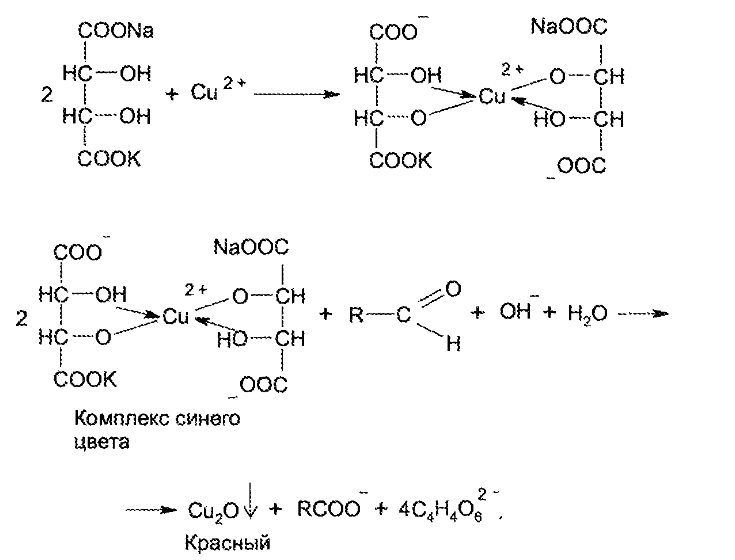 COONa
HC—OH
2
HC—OH
COOK
+ Cu 2+ →
COO⁻
HC—OH
HC—O
COOK
Cu 2+
NaOOC
O—CH
HO—CH
⁻OOC
2
COO⁻
HC—OH
HC—O
COOK
Cu 2+
NaOOC
O—CH
HO—CH
⁻OOC
+ R—C
O
H
+ OH⁻ + H₂O →
Комплекс синего
цвета
→ Cu₂O↓ + RCOO⁻ + 4C₄H₄O₆²⁻.
Красный